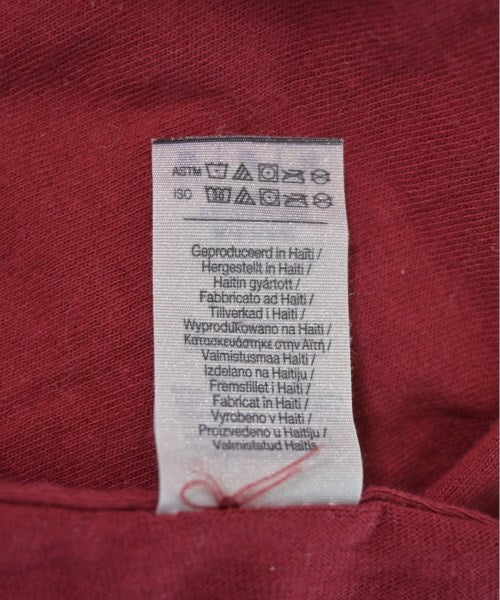 ASTM
ISO
Geproduceerd in Haïti /
Hergestellt in Haiti /
Haitin gyártott /
Fabbricato ad Haiti /
Tillverkad i Haiti /
Wyprodukowano na Haiti /
Κατασκευάστηκε στην Αϊτή /
Valmistusmaa Haiti /
Izdelano na Haitiju /
Fremstillet i Haiti /
Fabricat în Haiti /
Vyrobeno v Haiti /
Proizvedeno u Haitiju /
Valmistatud Haitis